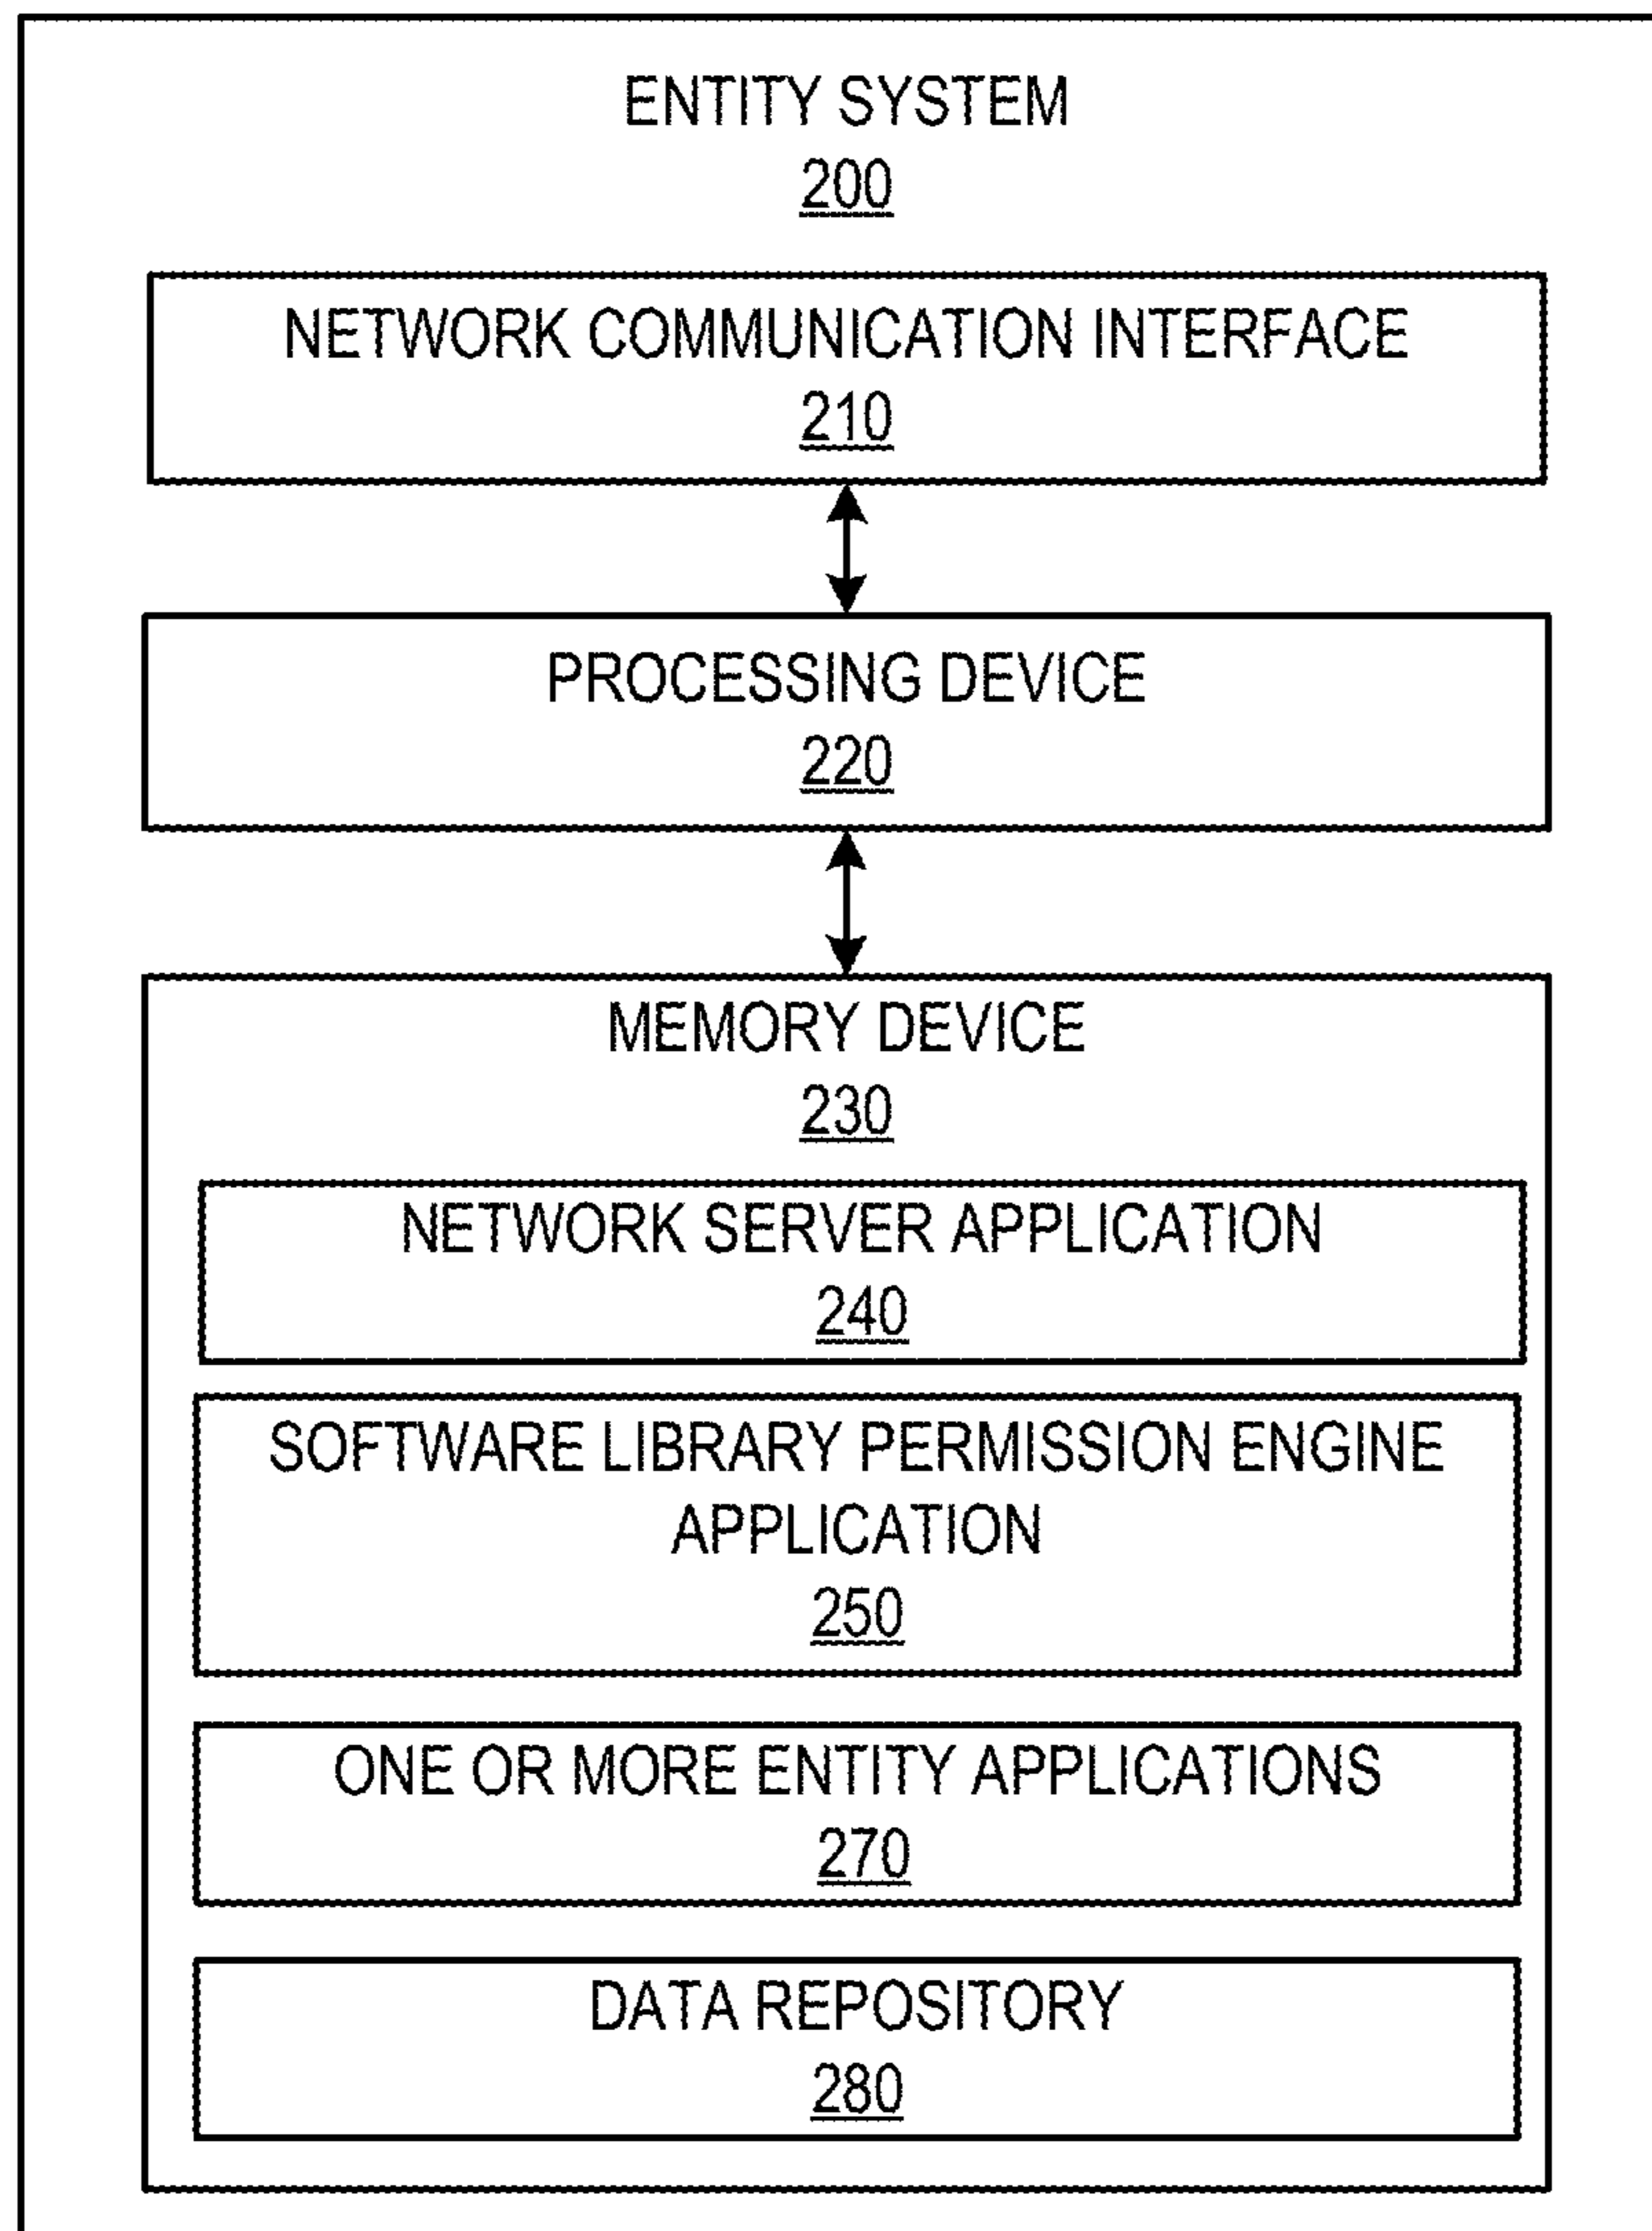 ENTITY SYSTEM
200
NETWORK COMMUNICATION INTERFACE
210
PROCESSING DEVICE
220
MEMORY DEVICE
230
NETWORK SERVER APPLICATION
240
SOFTWARE LIBRARY PERMISSION ENGINE
APPLICATION
250
ONE OR MORE ENTITY APPLICATIONS
270
DATA REPOSITORY
280